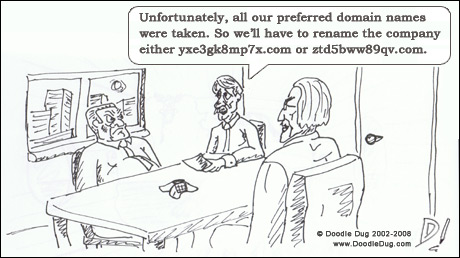 Unfortunately, all our preferred domain names
were taken. So we'll have to rename the company
either yxe3gk8mp7x.com or ztd5bww89qv.com.
© Doodle Dug 2002-2008
www.DoodleDug.com